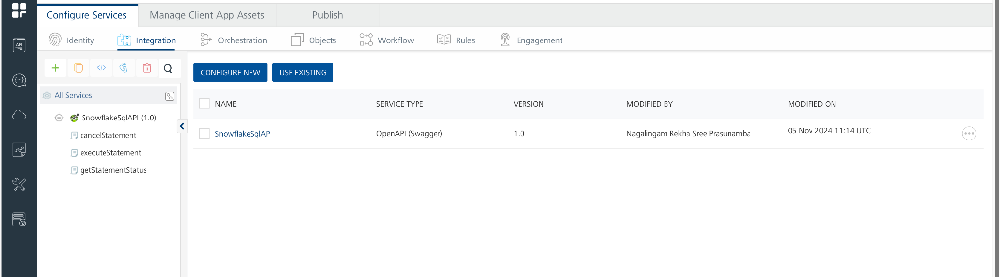 Configure Services Manage Client App Assets Publish
Identity Integration Orchestration Objects Workflow Rules Engagement
API
CONFIGURE NEW USE EXISTING
All Services
SnowflakeSqlAPI (1.0)
cancelStatement
executeStatement
getStatementStatus
NAME SERVICE TYPE VERSION MODIFIED BY MODIFIED ON
SnowflakeSqlAPI OpenAPI (Swagger) 1.0 Nagalingam Rekha Sree Prasunamba 05 Nov 2024 11:14 UTC